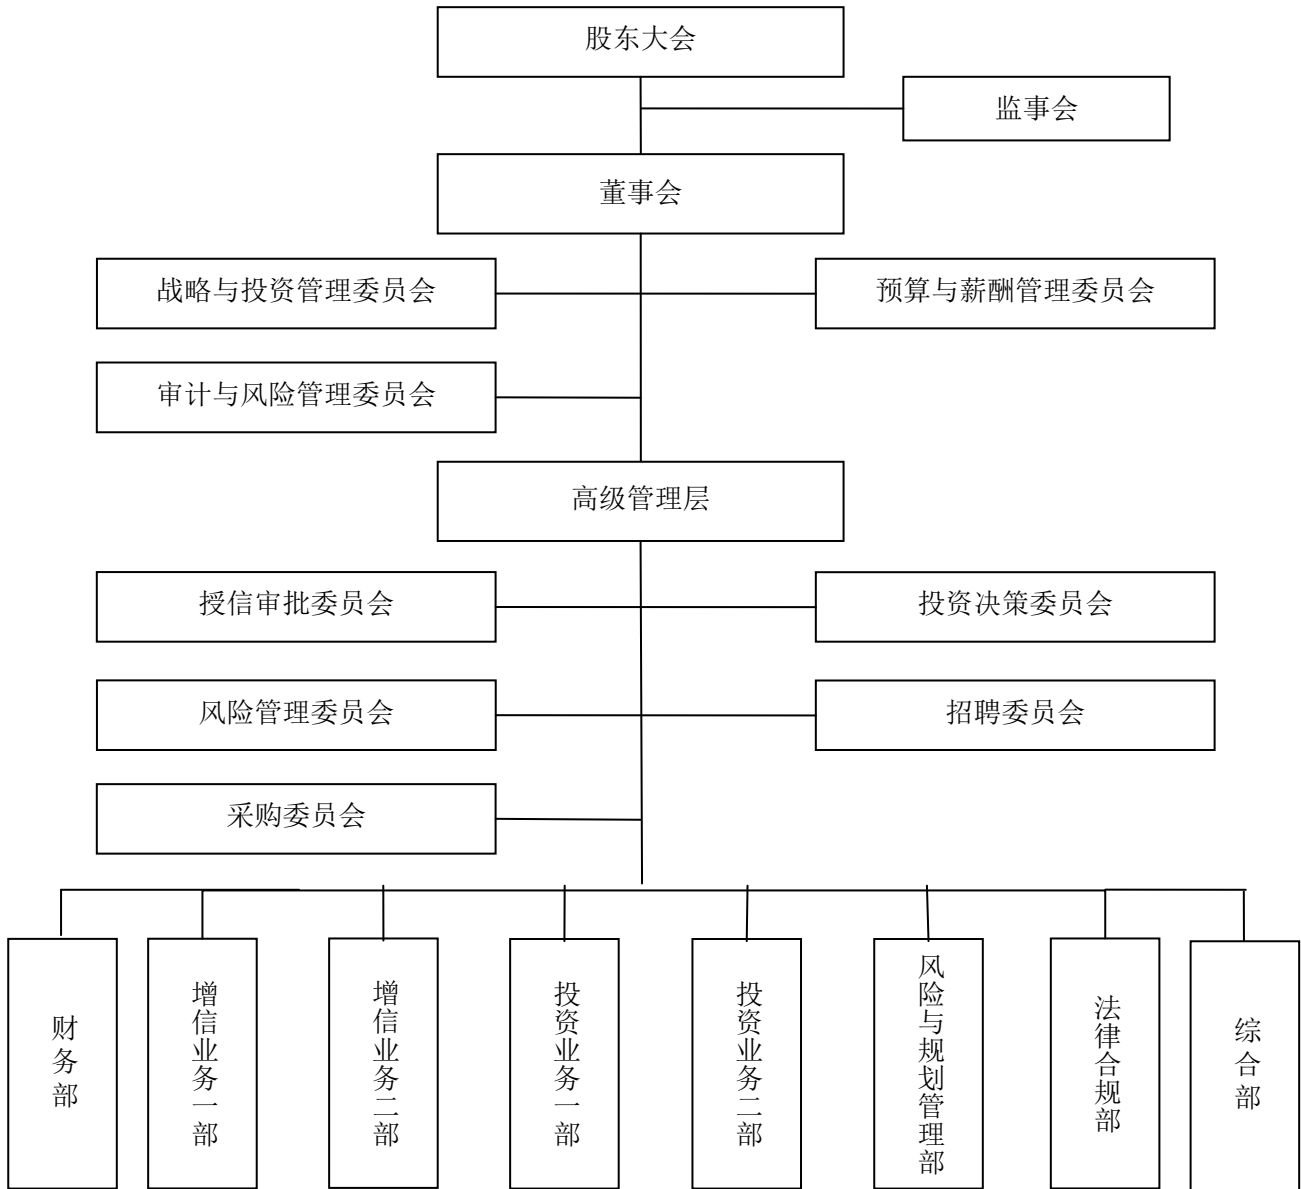 股东大会
监事会
董事会
战略与投资管理委员会
预算与薪酬管理委员会
审计与风险管理委员会
高级管理层
授信审批委员会
投资决策委员会
风险管理委员会
招聘委员会
采购委员会
财务部
增信业务一部
增信业务二部
投资业务一部
投资业务二部
风险与规划管理部
法律合规部
综合部